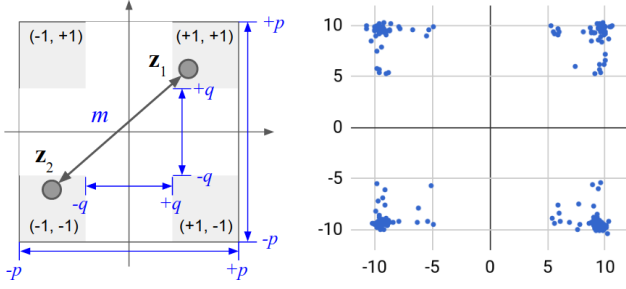 +p
(-1, +1)
(+1, +1)
z1
m
+q
z2
-q
-q
+q
(-1, -1)
(+1, -1)
-p
-p
+p
10
5
0
-5
-10
-10
-5
0
5
10